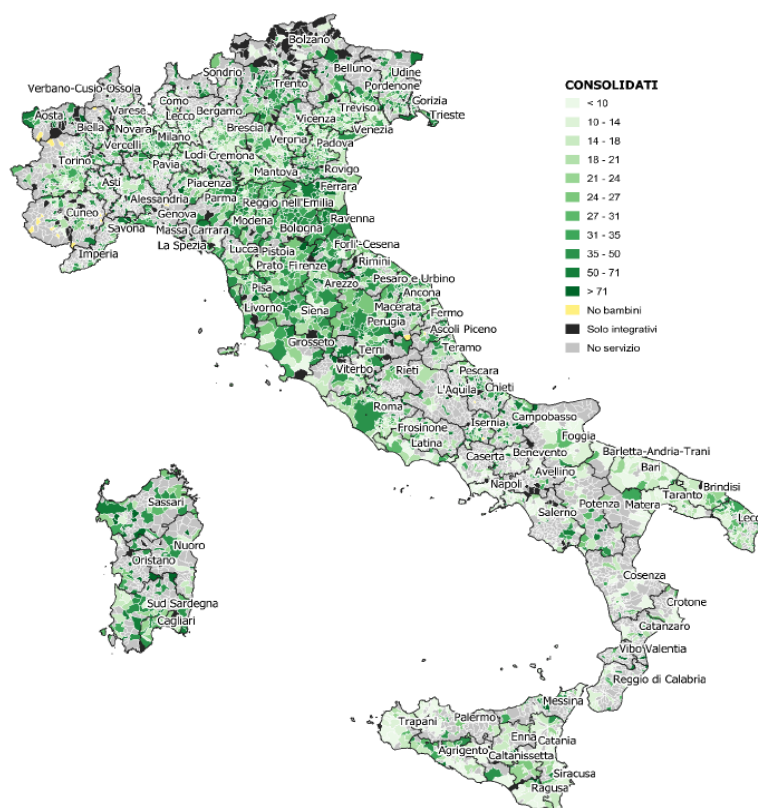 Bolzano
Sondrio
Belluno
Udine
Verbano-Cusio-Ossola
Trento
Pordenone
Como
Varese
Lecco
Bergamo
Gorizia
Aosta
Treviso
Trieste
Biella
Novara
Brescia
Vicenza
Venezia
Vercelli
Milano
Verona
Padova
Torino
Lodi
Cremona
Pavia
Mantova
Rovigo
Asti
Piacenza
Ferrara
Alessandria
Parma
Reggio nell'Emilia
Cuneo
Genova
Modena
Ravenna
Savona
Massa Carrara
Bologna
La Spezia
Forli'-Cesena
Imperia
Lucca
Pistoia
Rimini
Prato
Firenze
Pesaro e Urbino
Pisa
Arezzo
Ancona
Livorno
Siena
Macerata
Fermo
Perugia
Ascoli Piceno
Grosseto
Terni
Teramo
Viterbo
Rieti
Pescara
L'Aquila
Chieti
Roma
Isernia
Campobasso
Frosinone
Foggia
Latina
Caserta
Benevento
Barletta-Andria-Trani
Avellino
Bari
Napoli
Brindisi
Potenza
Matera
Taranto
Salerno
Lecc
Sassari
Nuoro
Oristano
Cosenza
Sud Sardegna
Crotone
Cagliari
Catanzaro
Vibo Valentia
Reggio di Calabria
Messina
Trapani
Palermo
Enna
Catania
Agrigento
Caltanissetta
Siracusa
Ragusa
CONSOLIDATI
< 10
10 - 14
14 - 18
18 - 21
21 - 24
24 - 27
27 - 31
31 - 35
35 - 50
50 - 71
> 71
No bambini
Solo integrativi
No servizio